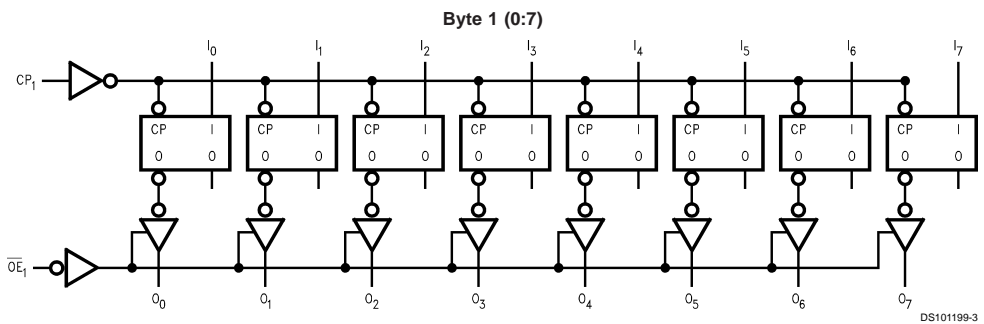 Byte 1 (0:7)
I0 I1 I2 I3 I4 I5 I6 I7
CP1
CP I CP I CP I CP I CP I CP I CP I CP I
O O O O O O O O O O O O O O O O
OE1
O0 O1 O2 O3 O4 O5 O6 O7
DS101199-3